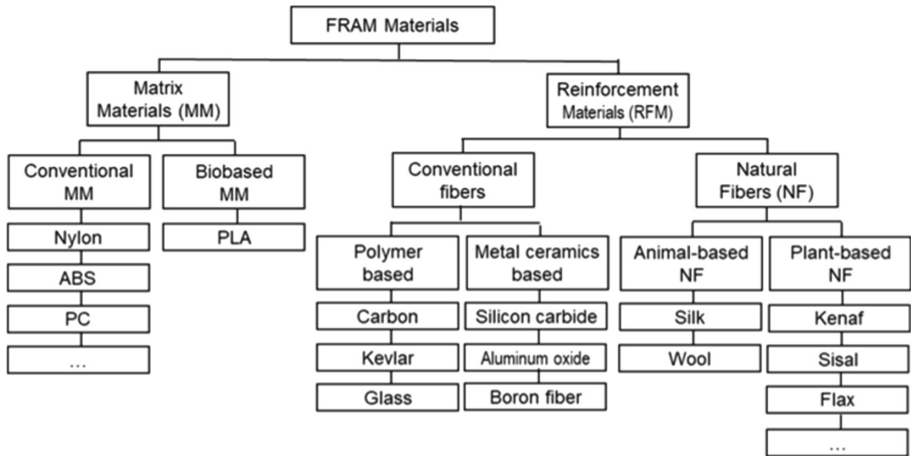 FRAM Materials
Matrix
Materials (MM)
Reinforcement
Materials (RFM)
Conventional
MM
Biobased
MM
Conventional
fibers
Natural
Fibers (NF)
Nylon
PLA
ABS
PC
...
Polymer
based
Metal ceramics
based
Animal-based
NF
Plant-based
NF
Carbon
Silicon carbide
Silk
Kenaf
Kevlar
Aluminum oxide
Wool
Sisal
Glass
Boron fiber
Flax
...